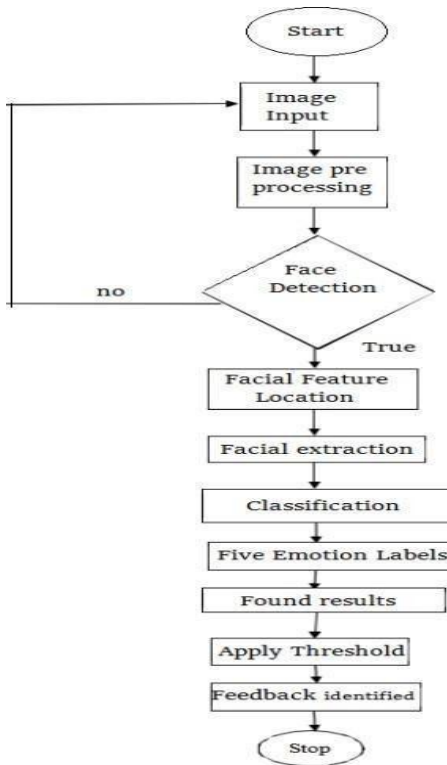 Start
Image
Input
Image pre
processing
Face
Detection
no
True
Facial Feature
Location
Facial extraction
Classification
Five Emotion Labels
Found results
Apply Threshold
Feedback identified
Stop